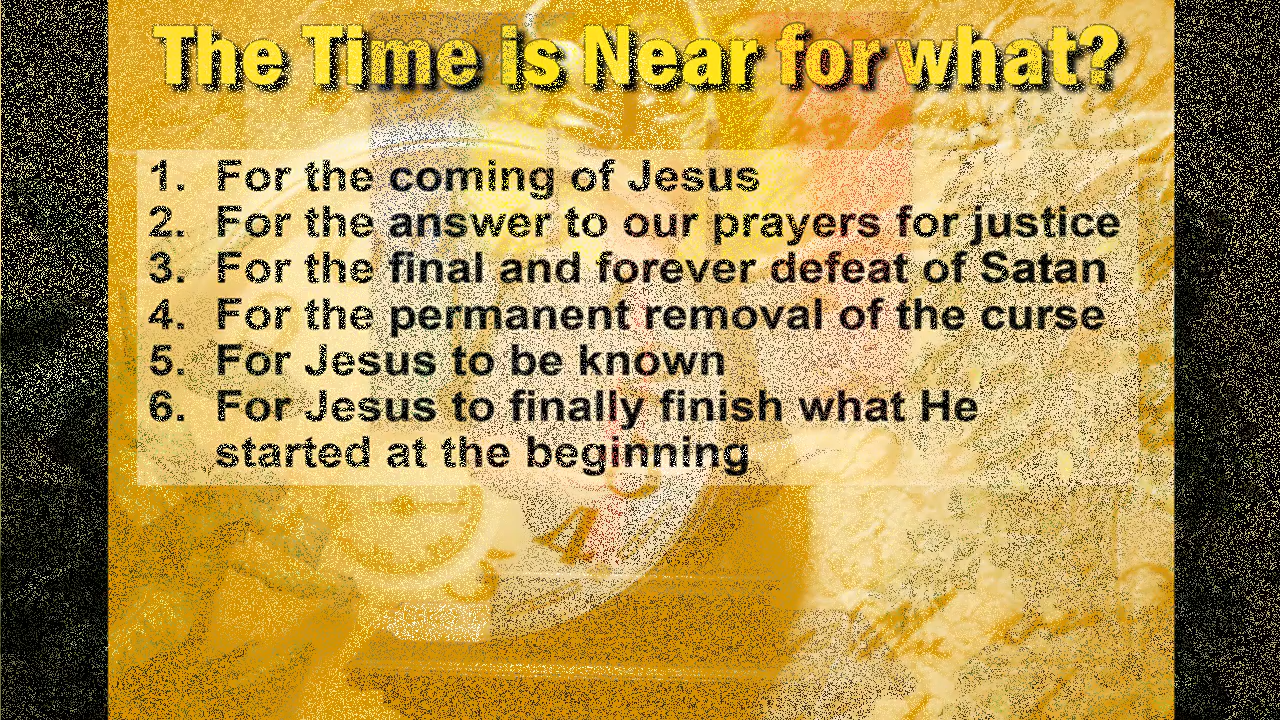 The Time is Near for what?
1. For the coming of Jesus
2. For the answer to our prayers for justice
3. For the final and forever defeat of Satan
4. For the permanent removal of the curse
5. For Jesus to be known
6. For Jesus to finally finish what He
started at the beginning